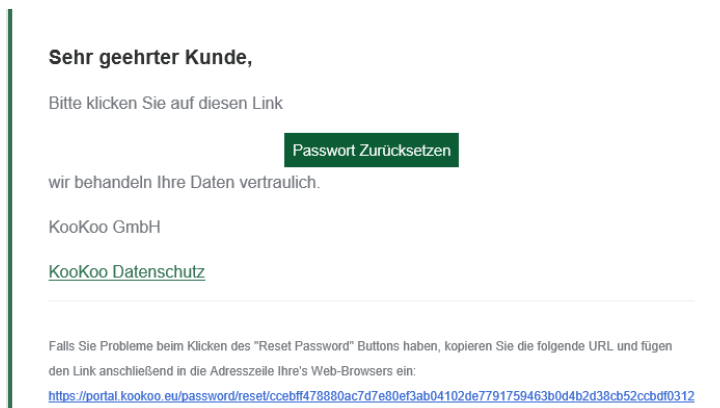 Sehr geehrter Kunde,
Bitte klicken Sie auf diesen Link
Passwort Zurücksetzen
wir behandeln Ihre Daten vertraulich.
KooKoo GmbH
KooKoo Datenschutz
Falls Sie Probleme beim Klicken des "Reset Password" Buttons haben, kopieren Sie die folgende URL und fügen
den Link anschließend in die Adresszeile Ihre's Web-Browsers ein:
https://portal.kookoo.eu/password/reset/ccebff478880ac7d7e80ef3ab04102de7791759463b0d4b2d38cb52ccbdf0312